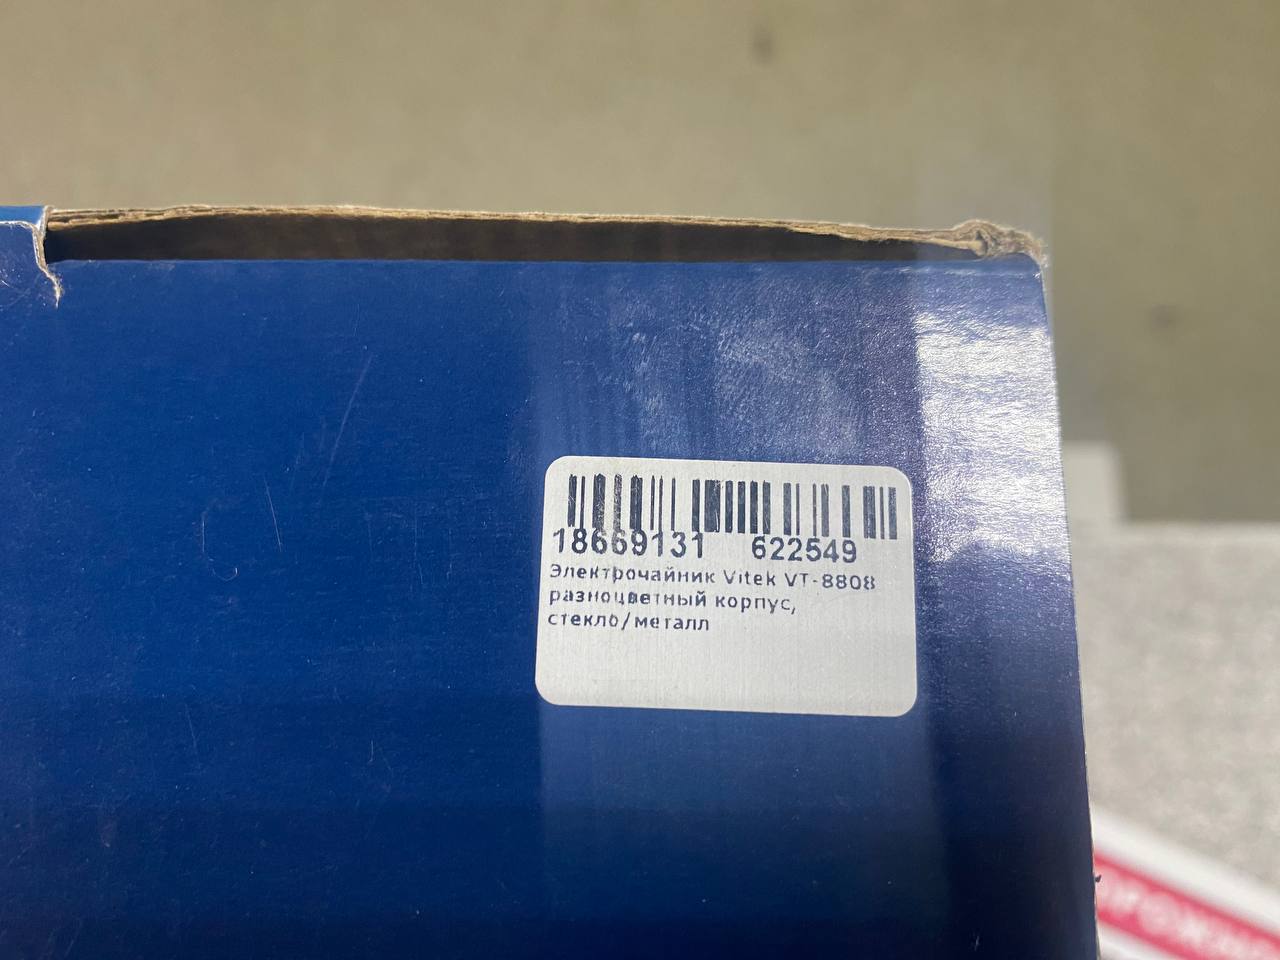 18669131 622549
Электрочайник Vitek VT-8808
разноцветный корпус,
стекло/металл